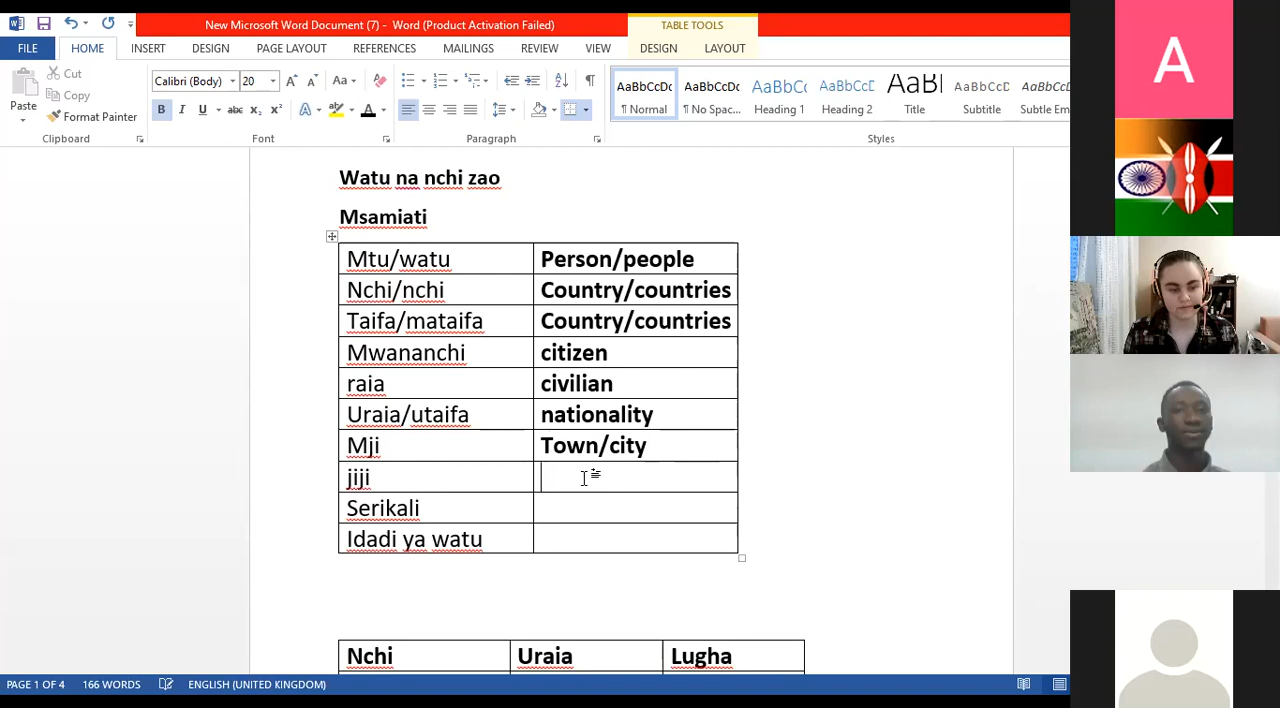 New Microsoft Word Document (7) - Word (Product Activation Failed)
TABLE TOOLS
FILE HOME INSERT DESIGN PAGE LAYOUT REFERENCES MAILINGS REVIEW VIEW DESIGN LAYOUT
Cut
Copy
Format Painter
Paste
Clipboard
Calibri (Body) 20
Font
Paragraph
AaBbCcDc AaBbCcDc AaBbCc AaBbCcD AaBl AaBbCcD AaBbCcD
¶ Normal ¶ No Spac... Heading 1 Heading 2 Title Subtitle Subtle Em
Styles
A
Watu na nchi zao
Msamiati
Mtu/watu Person/people
Nchi/nchi Country/countries
Taifa/mataifa Country/countries
Mwananchi citizen
raia civilian
Uraia/utaifa nationality
Mji Town/city
jiji
Serikali
Idadi ya watu
Nchi Uraia Lugha
PAGE 1 OF 4 166 WORDS ENGLISH (UNITED KINGDOM)